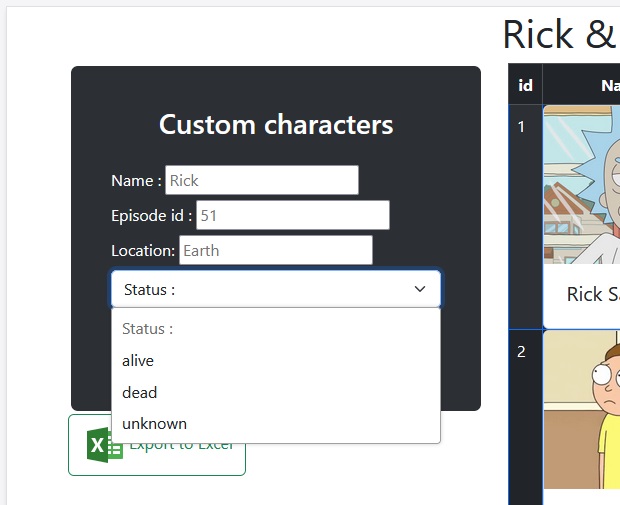 Rick &
Custom characters
Name : Rick
Episode id : 51
Location: Earth
Status :
Status :
alive
dead
unknown
Export to Excel
id
Na
1
Rick Sa
2